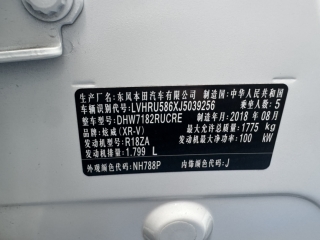 生产厂名:东风本田汽车有限公司 制造国:中华人民共和国
车辆识别代号:LVHRU586XJ5039256 乘坐人数:5
整车型号:DHW7182RUCRE 制造年月:2018年08月
品牌:炫威(XR-V) 最大允许总质量:1775 kg
发动机型号:R18ZA 发动机最大净功率:100 kW
发动机排量:1.799 L
外观颜色代码:NH788P 内饰颜色代码:J